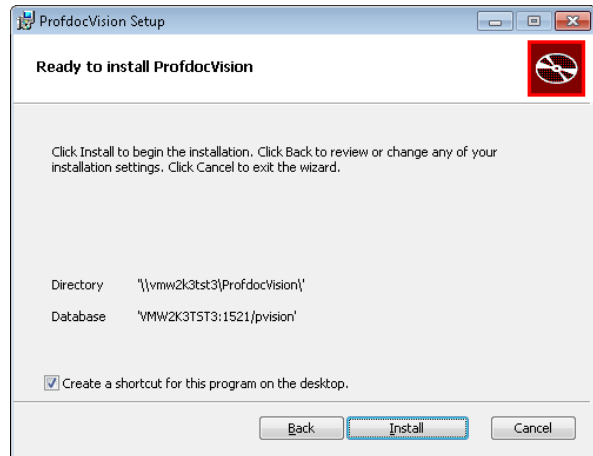 ProfdocVision Setup
Ready to install ProfdocVision
Click Install to begin the installation. Click Back to review or change any of your
installation settings. Click Cancel to exit the wizard.
Directory '\\vmw2k3tst3\ProfdocVision\'
Database 'VMW2K3TST3:1521/pvision'
Create a shortcut for this program on the desktop.
Back Install Cancel